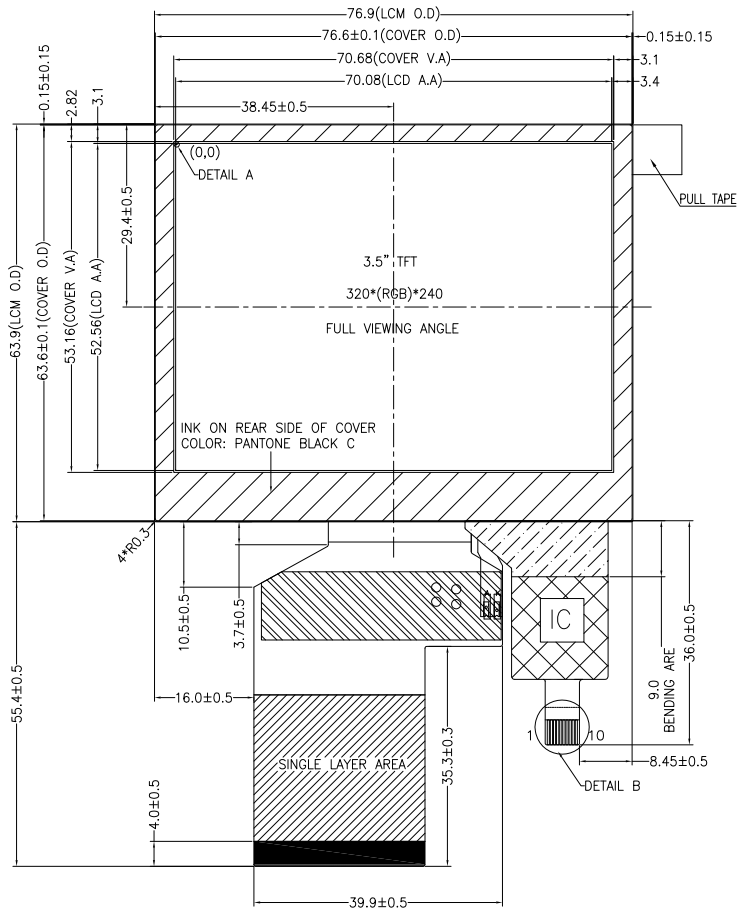 76.9(LCM O.D)
76.6±0.1(COVER O.D)
0.15±0.15
70.68(COVER V.A)
3.1
70.08(LCD A.A)
3.4
38.45±0.5
0.15±0.15
2.82
3.1
(0,0)
DETAIL A
PULL TAPE
29.4±0.5
63.9(LCM O.D)
63.6±0.1(COVER O.D)
53.16(COVER V.A)
52.56(LCD A.A)
3.5” TFT
320*(RGB)*240
FULL VIEWING ANGLE
INK ON REAR SIDE OF COVER
COLOR: PANTONE BLACK C
4*R0.3
10.5±0.5
3.7±0.5
55.4±0.5
16.0±0.5
IC
9.0
BENDING ARE
36.0±0.5
1
10
8.45±0.5
DETAIL B
35.3±0.3
SINGLE LAYER AREA
4.0±0.5
39.9±0.5